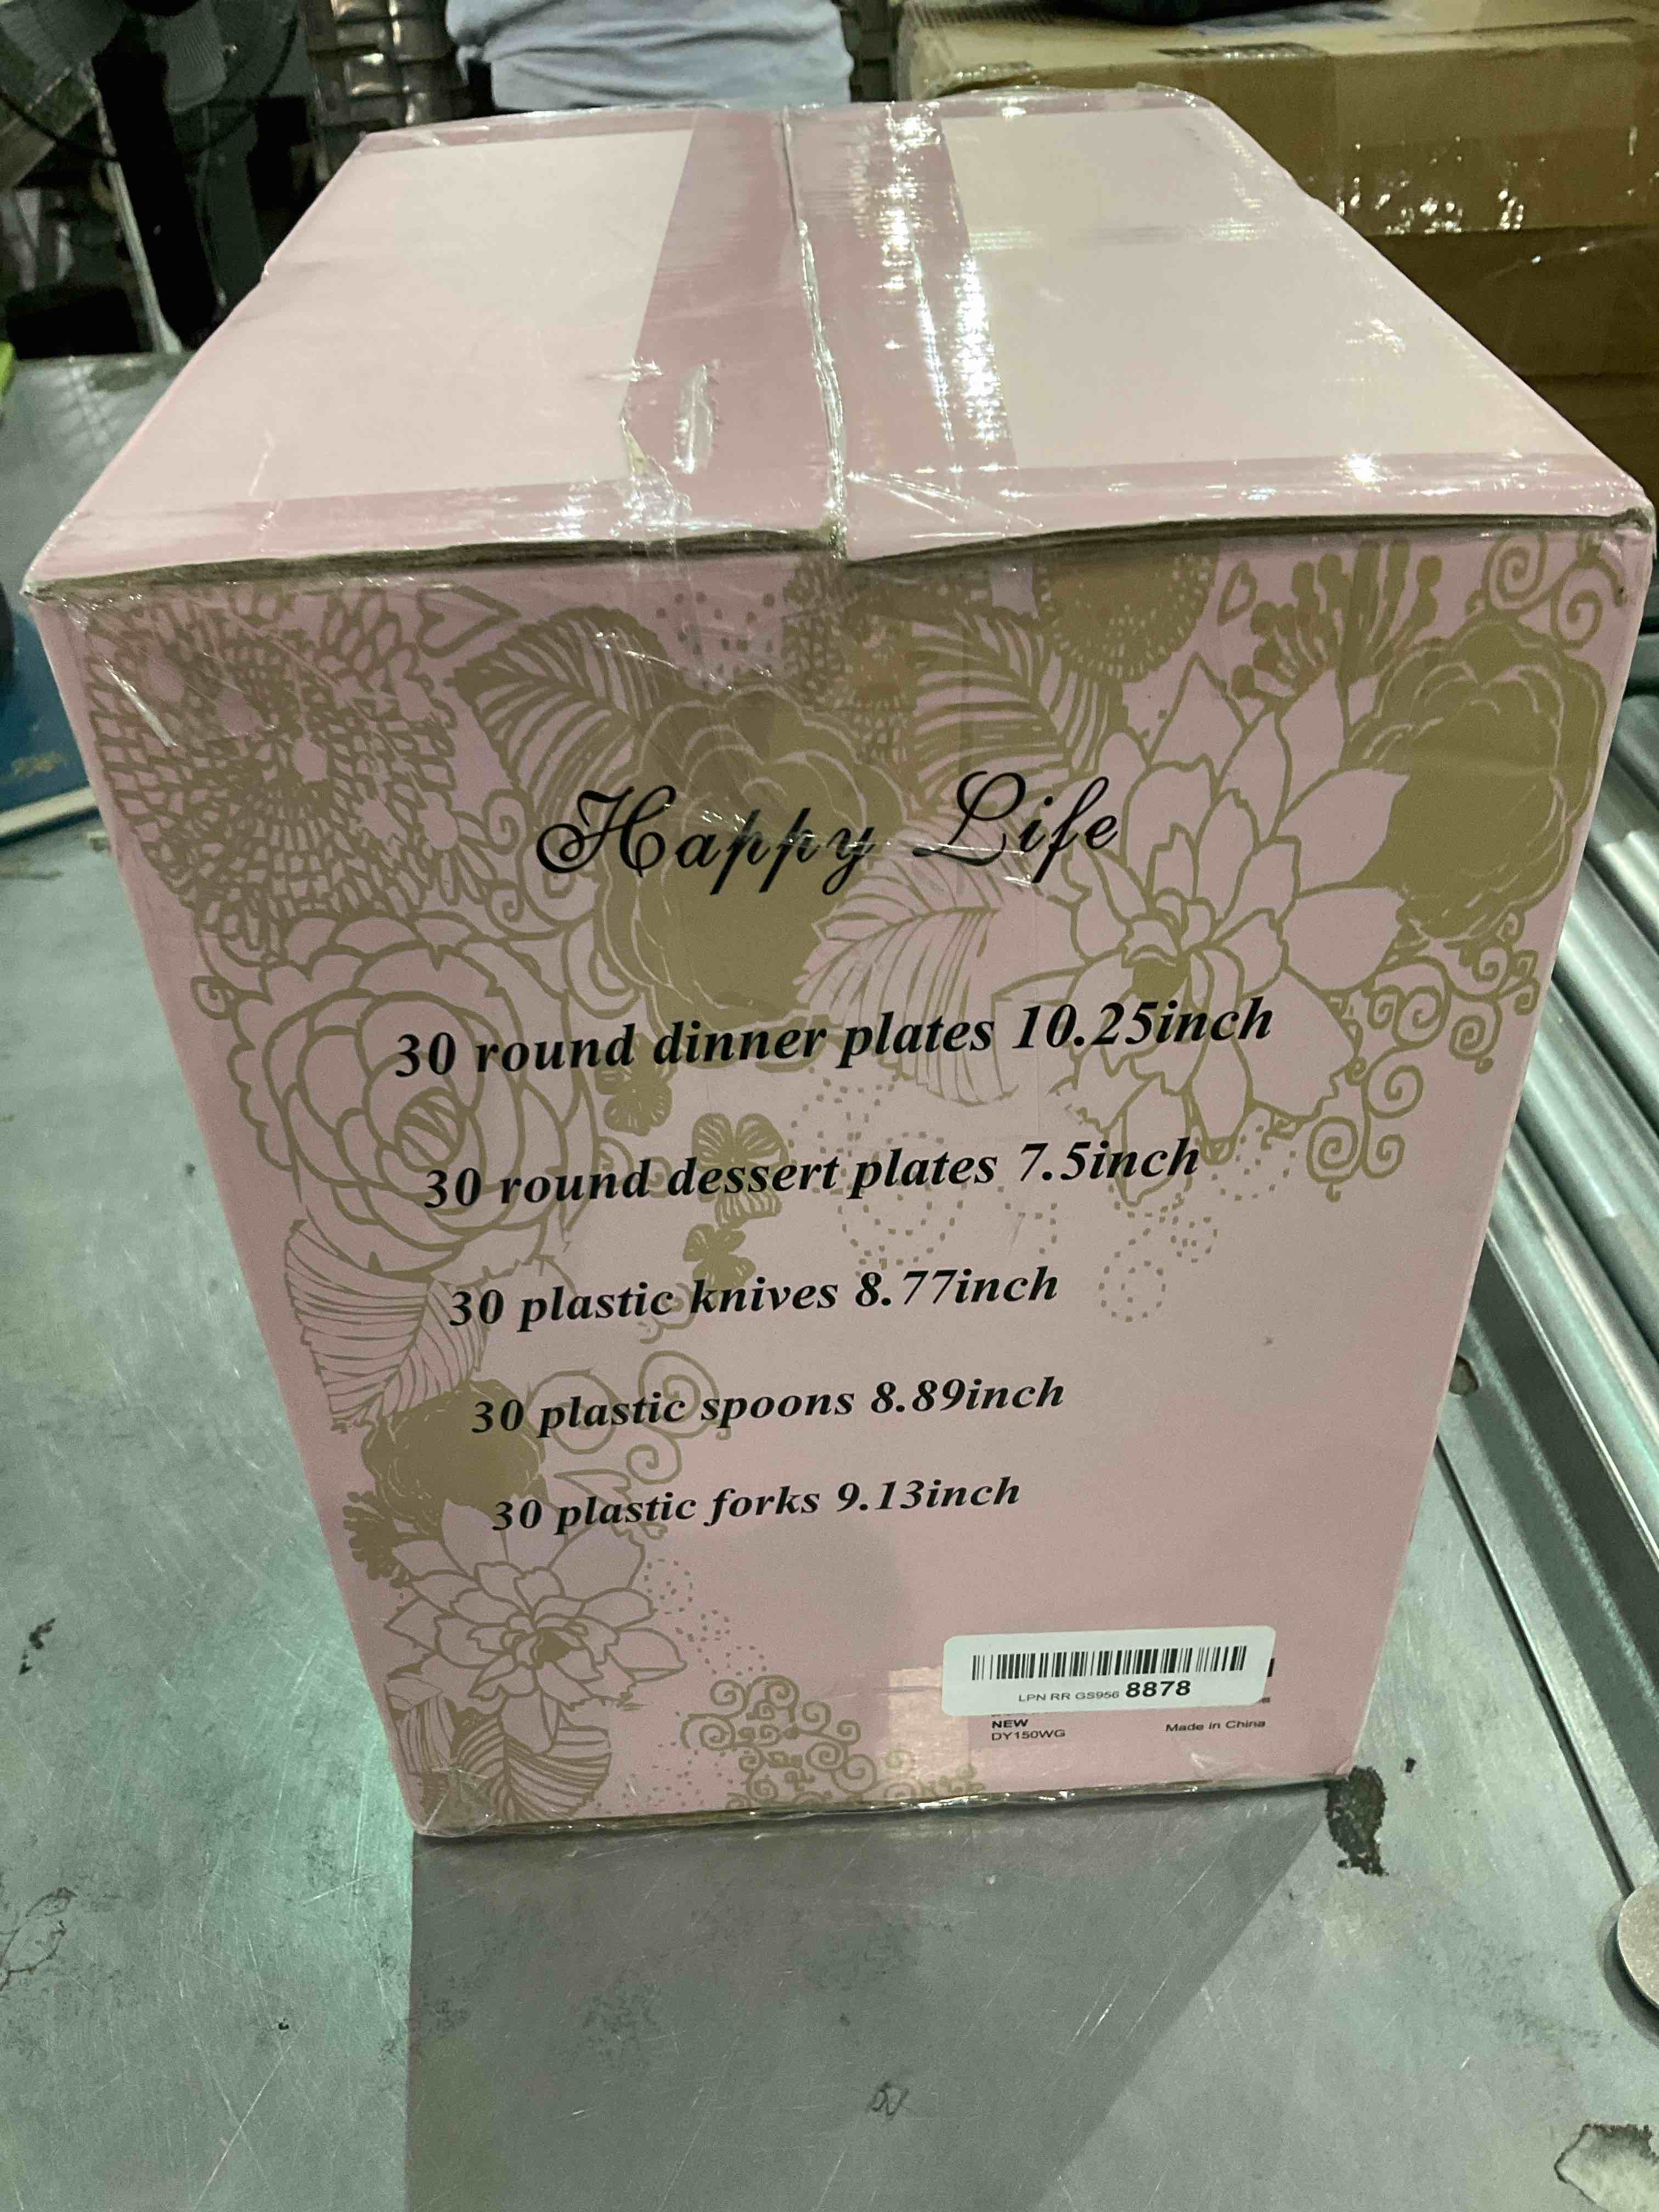 Happy Life
30 round dinner plates 10.25inch
30 round dessert plates 7.5inch
30 plastic knives 8.77inch
30 plastic spoons 8.89inch
30 plastic forks 9.13inch
LPN RR GS956 8878
NEW
DY150WG
Made in China